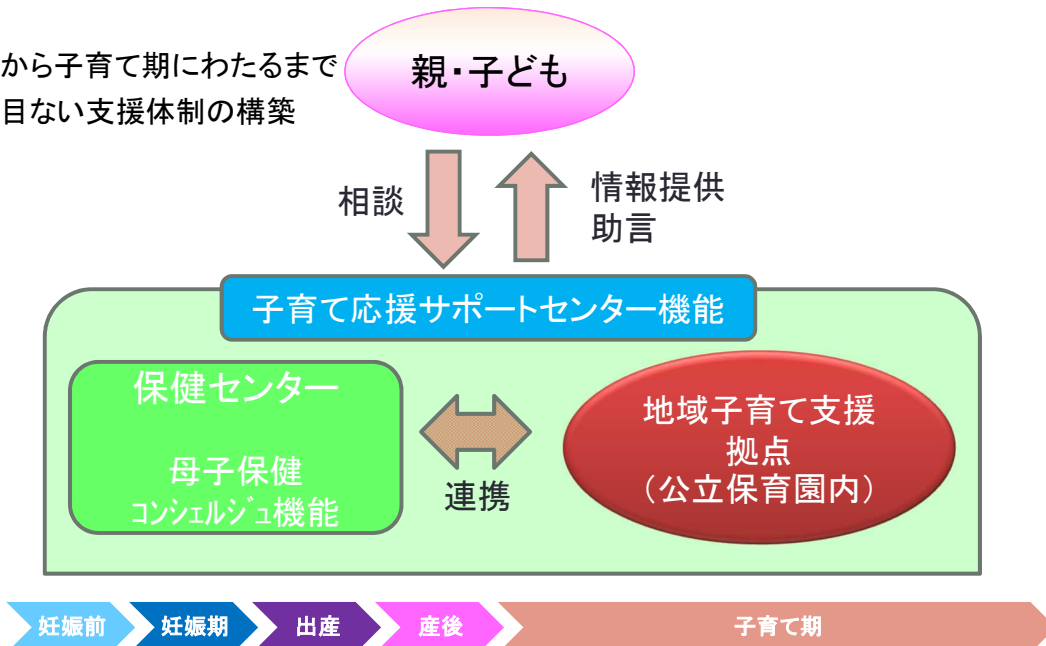 から子育て期にわたるまで
目ない支援体制の構築
親・子ども
相談
情報提供
助言
子育て応援サポートセンター機能
保健センター
母子保健
ｺﾝｼｪﾙｼﾞｭ機能
連携
地域子育て支援
拠点
（公立保育園内）
妊娠前
妊娠期
出産
産後
子育て期